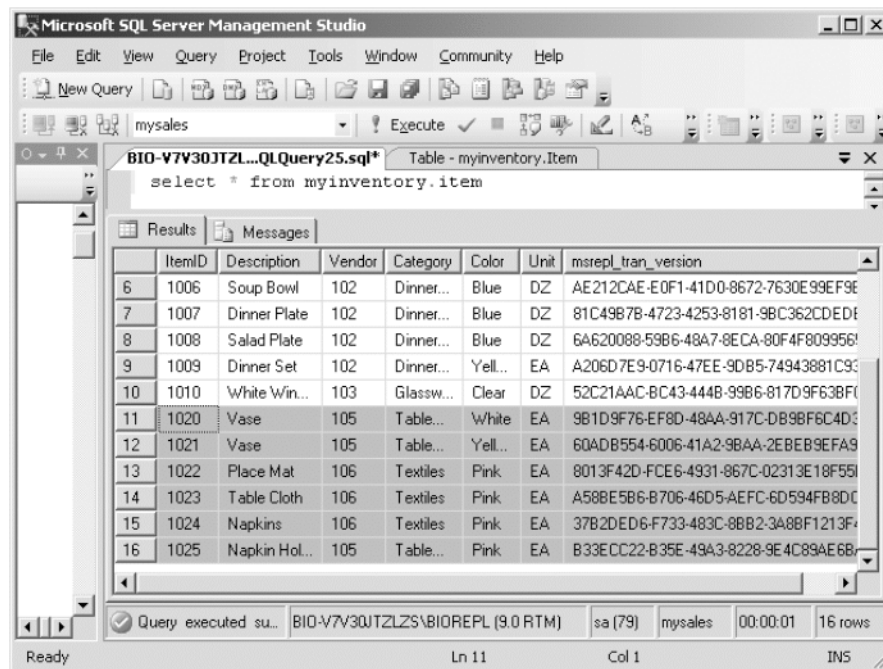 Microsoft SQL Server Management Studio
File Edit View Query Project Tools Window Community Help
New Query
mysales Execute
BIO-V7V30JTZL...QLQuery25.sql* Table - myinventory.Item
select * from myinventory.item
Results Messages
ItemID Description Vendor Category Color Unit msrepl_tran_version
6 1006 Soup Bowl 102 Dinner... Blue DZ AE212CAE-E0F1-41D0-8672-7630E99EF9E
7 1007 Dinner Plate 102 Dinner... Blue DZ 81C49B7B-4723-4253-8181-9BC362CDEDE
8 1008 Salad Plate 102 Dinner... Blue DZ 6A620088-59B6-48A7-8ECA-80F4F8099565
9 1009 Dinner Set 102 Dinner... Yell... EA A206D7E9-0716-47EE-9DB5-74943881C93
10 1010 White Win... 103 Glassw... Clear DZ 52C21AAC-BC43-444B-99B6-817D9F63BF0
11 1020 Vase 105 Table... White EA 9B1D9F76-EF8D-48AA-917C-DB9BF6C4D3
12 1021 Vase 105 Table... Yell... EA 60ADB554-6006-41A2-9BAA-2EBEB9EFA9
13 1022 Place Mat 106 Textiles Pink EA 8013F42D-FCE6-4931-867C-02313E18F55
14 1023 Table Cloth 106 Textiles Pink EA A58BE5B6-B706-46D5-AEFC-6D594FB8DC
15 1024 Napkins 106 Textiles Pink EA 37B2DED6-F733-483C-8BB2-3A8BF1213F
16 1025 Napkin Hol... 105 Table... Pink EA B33ECC22-B35E-49A3-8228-9E4C89AE6B
Query executed su... BIO-V7V30JTZLZS\BIOREPL (9.0 RTM) sa (79) mysales 00:00:01 16 rows
Ready Ln 11 Col 1 INS